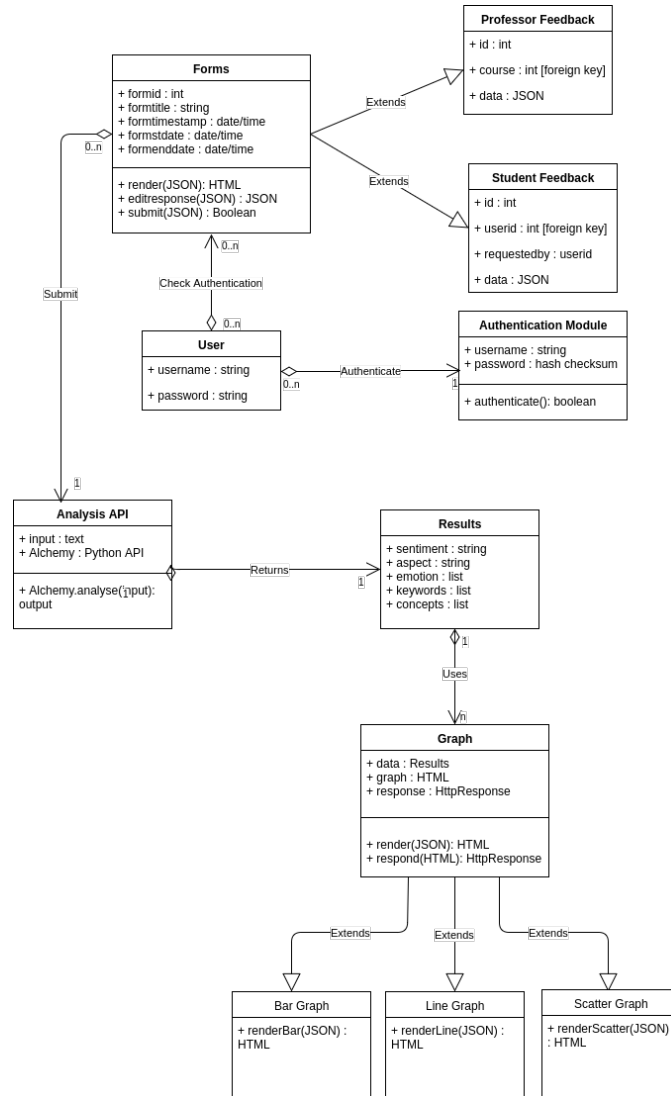 Professor Feedback
+ id : int
+ course : int [foreign key]
+ data : JSON
Forms
+ formid : int
+ formtitle : string
+ formtimestamp : date/time
+ formstdate : date/time
+ formenddate : date/time
+ render(JSON): HTML
+ editresponse(JSON) : JSON
+ submit(JSON) : Boolean
Extends
Extends
0..n
Student Feedback
+ id : int
+ userid : int [foreign key]
+ requestedby : userid
+ data : JSON
0..n
Check Authentication
Submit
0..n
User
+ username : string
+ password : string
0..n
Authenticate
1
Authentication Module
+ username : string
+ password : hash checksum
+ authenticate(): boolean
1
Analysis API
+ input : text
+ Alchemy : Python API
+ Alchemy.analyse(input):
output
1
Returns
1
Results
+ sentiment : string
+ aspect : string
+ emotion : list
+ keywords : list
+ concepts : list
1
Uses
n
Graph
+ data : Results
+ graph : HTML
+ response : HttpResponse
+ render(JSON): HTML
+ respond(HTML): HttpResponse
Extends
Extends
Extends
Bar Graph
+ renderBar(JSON) :
HTML
Line Graph
+ renderLine(JSON) :
HTML
Scatter Graph
+ renderScatter(JSON)
: HTML